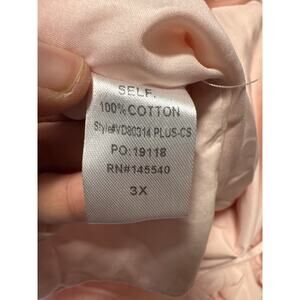 SELF:
100%COTTON
Style#VD80314 PLUS-CS
PO:19118
RN#145540
3X